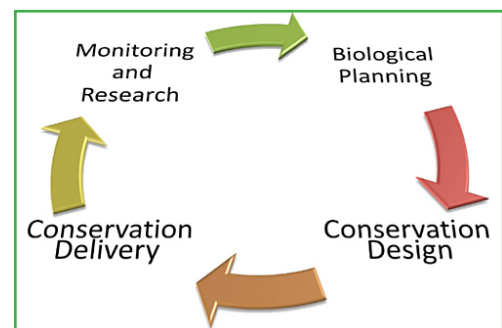 Monitoring
and
Research
Biological
Planning
Conservation
Delivery
Conservation
Design